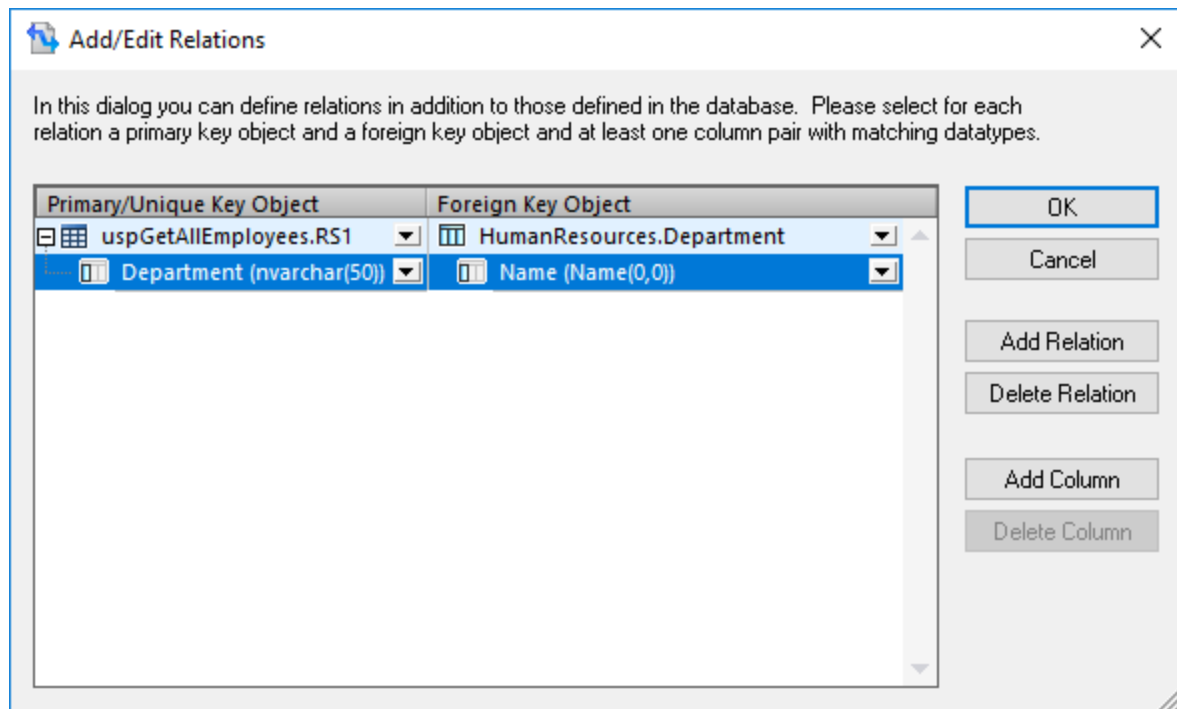 Add/Edit Relations
In this dialog you can define relations in addition to those defined in the database.  Please select for each
relation a primary key object and a foreign key object and at least one column pair with matching datatypes.
Primary/Unique Key Object
Foreign Key Object
uspGetAllEmployees.RS1
HumanResources.Department
Department (nvarchar(50))
Name (Name(0,0))
OK
Cancel
Add Relation
Delete Relation
Add Column
Delete Column